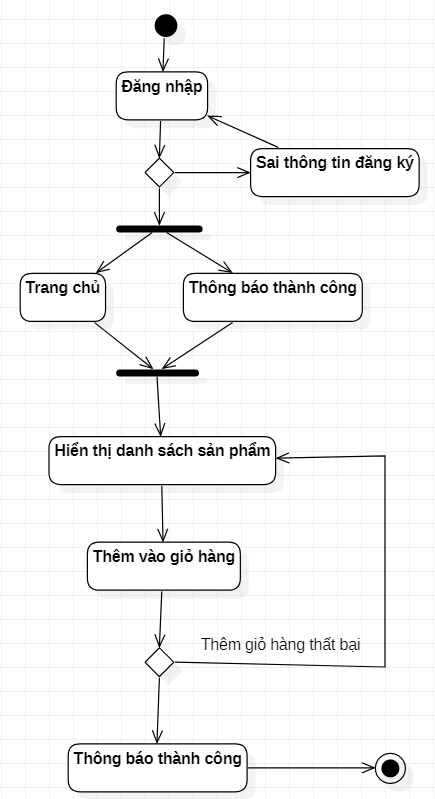 Đăng nhập
Sai thông tin đăng ký
Trang chủ
Thông báo thành công
Hiển thị danh sách sản phẩm
Thêm vào giỏ hàng
Thêm giỏ hàng thất bại
Thông báo thành công